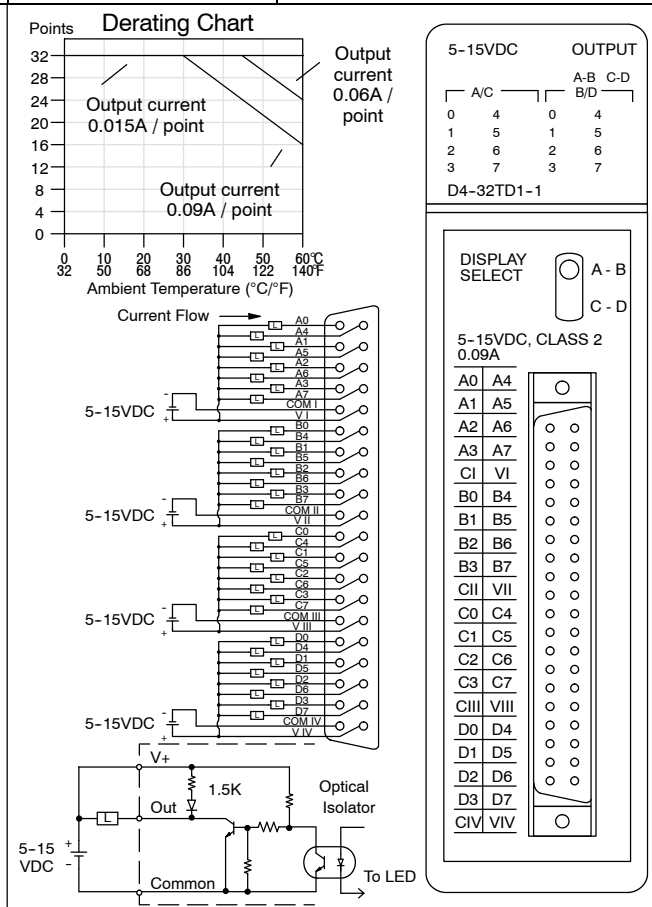 Derating Chart
Points
32
28
24
20
16
12
8
4
0
Output current
0.015A / point
Output
current
0.06A /
point
Output current
0.09A / point
0 10 20 30 40 50 60°C
32 50 68 86 104 122 140°F
Ambient Temperature (°C/°F)
Current Flow
L A0
L A4
L A1
L A5
L A2
L A6
L A3
L A7
COM I
V I
5-15VDC - +
L B0
L B4
L B1
L B5
L B2
L B6
L B3
L B7
COM II
V II
5-15VDC - +
L C0
L C4
L C1
L C5
L C2
L C6
L C3
L C7
COM III
V III
5-15VDC - +
L D0
L D4
L D1
L D5
L D2
L D6
L D3
L D7
COM IV
V IV
5-15VDC - +
V+
1.5K
Optical
Isolator
Out
L
5-15
VDC
+
-
Common
To LED
5-15VDC OUTPUT
A-B C-D
A/C B/D
0 4 0 4
1 5 1 5
2 6 2 6
3 7 3 7
D4-32TD1-1
DISPLAY
SELECT
A - B
C - D
5-15VDC, CLASS 2
0.09A
A0 A4
A1 A5
A2 A6
A3 A7
CI VI
B0 B4
B1 B5
B2 B6
B3 B7
CII VII
C0 C4
C1 C5
C2 C6
C3 C7
CIII VIII
D0 D4
D1 D5
D2 D6
D3 D7
CIV VIV